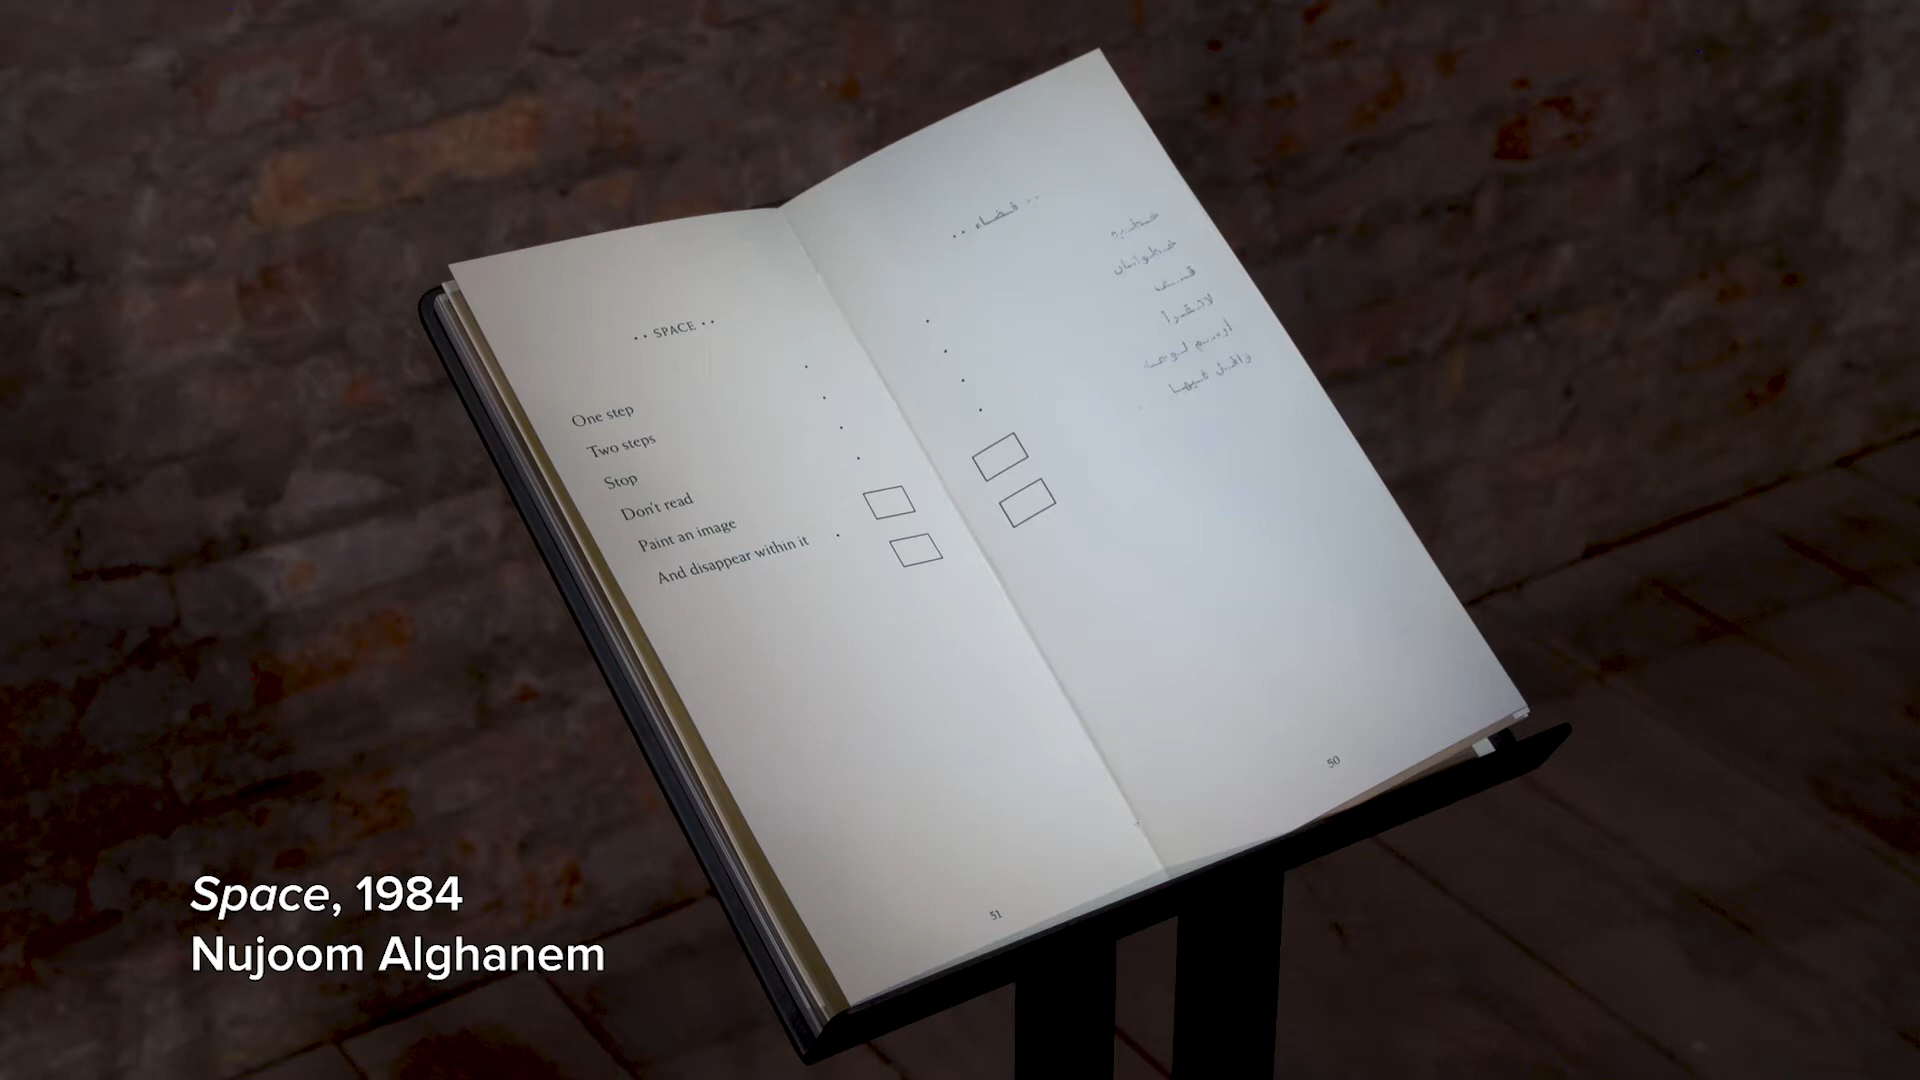 •• SPACE ••
One step
Two steps
Stop
Don't read
Paint an image
And disappear within it
51
•• فضاء ••
خطوة
خطوتان
قف
لا تقرأ
أرسم لوحة
وادخل فيها
50
Space, 1984
Nujoom Alghanem